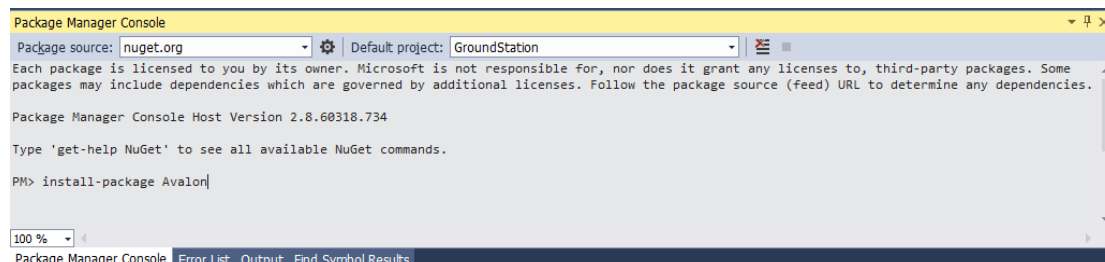 Package Manager Console
Package source: nuget.org Default project: GroundStation
Each package is licensed to you by its owner. Microsoft is not responsible for, nor does it grant any licenses to, third-party packages. Some
packages may include dependencies which are governed by additional licenses. Follow the package source (feed) URL to determine any dependencies.
Package Manager Console Host Version 2.8.60318.734
Type 'get-help NuGet' to see all available NuGet commands.
PM> install-package Avalon
100 %
Package Manager Console Error List Output Find Symbol Results